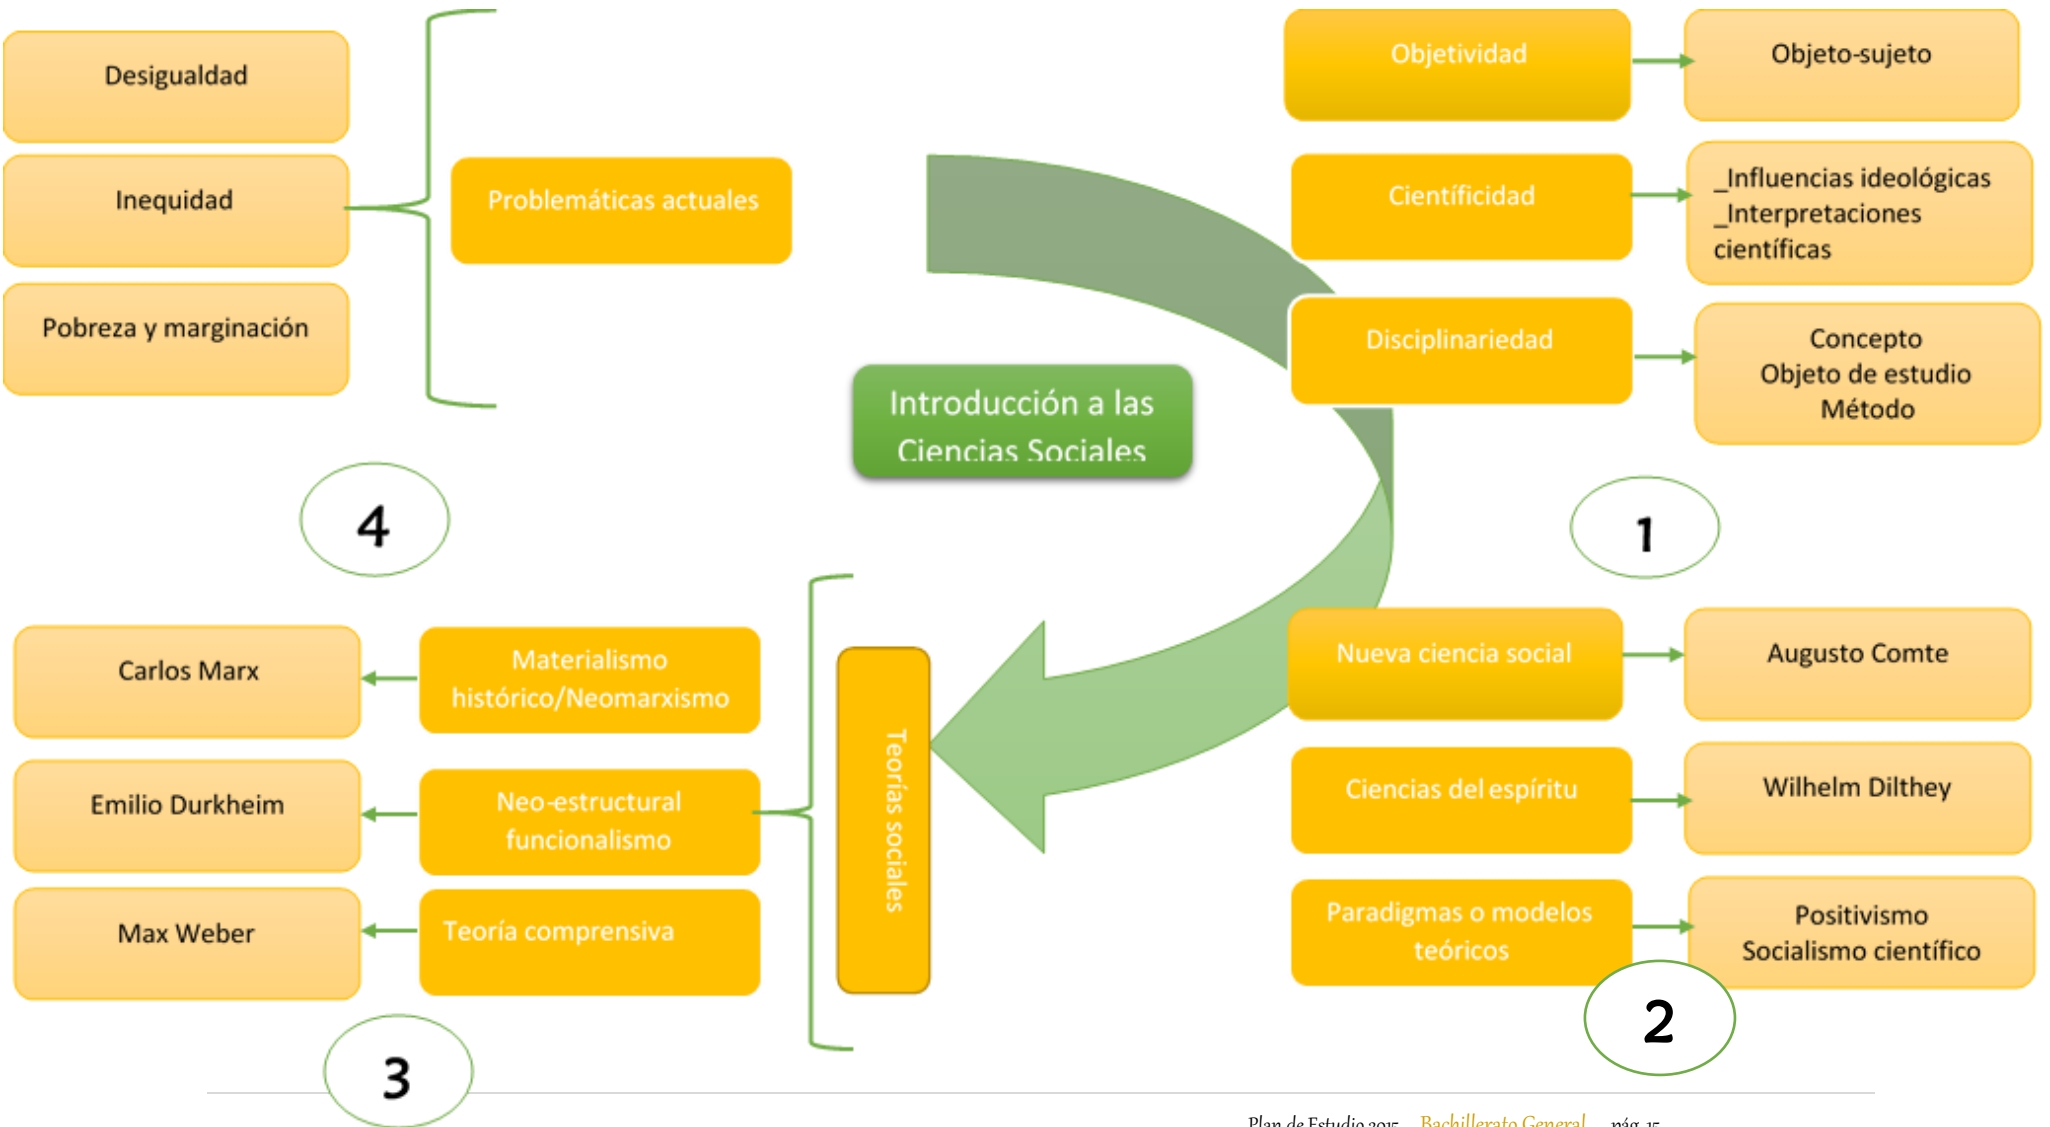 Introducción a las
Ciencias Sociales
Objetividad
Objeto-sujeto
Científicidad
_Influencias ideológicas
_Interpretaciones
científicas
Disciplinariedad
Concepto
Objeto de estudio
Método
1
Nueva ciencia social
Augusto Comte
Ciencias del espíritu
Wilhelm Dilthey
Paradigmas o modelos
teóricos
Positivismo
Socialismo científico
2
Teorías sociales
Materialismo
histórico/Neomarxismo
Carlos Marx
Neo-estructural
funcionalismo
Emilio Durkheim
Teoría comprensiva
Max Weber
3
Problemáticas actuales
Desigualdad
Inequidad
Pobreza y marginación
4
Plan de Estudio 2015 Bachillerato General pág. 15